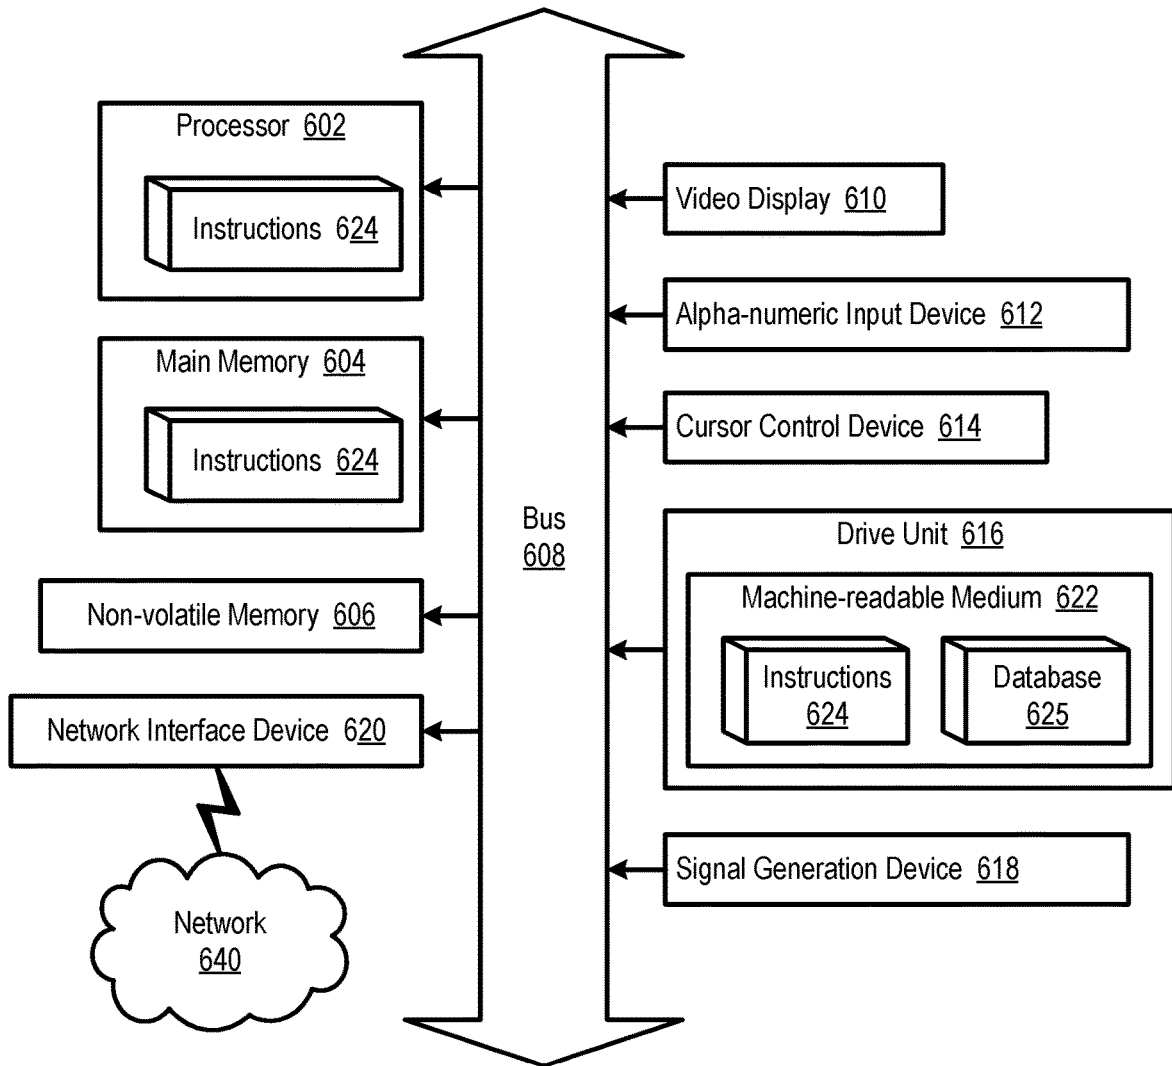 Processor 602
Instructions 624
Main Memory 604
Instructions 624
Non-volatile Memory 606
Network Interface Device 620
Network
640
Bus
608
Video Display 610
Alpha-numeric Input Device 612
Cursor Control Device 614
Drive Unit 616
Machine-readable Medium 622
Instructions
624
Database
625
Signal Generation Device 618